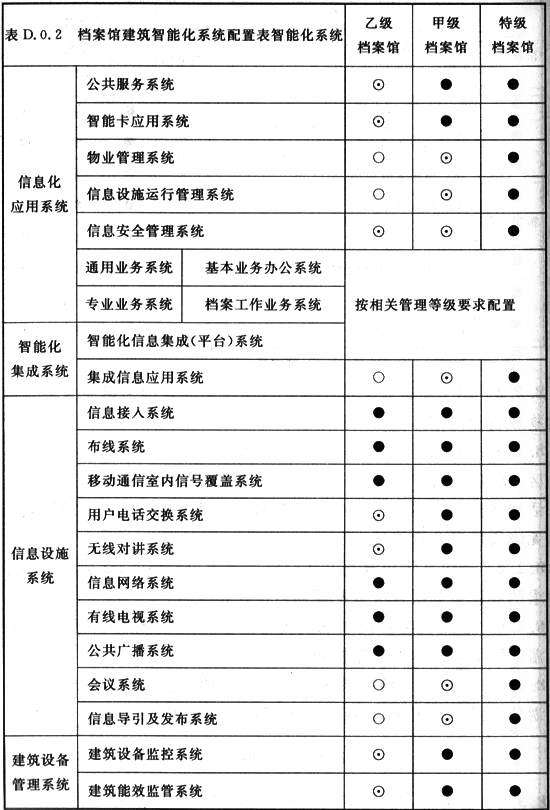 表 D.0.2 档案馆建筑智能化系统配置表智能化系统 乙级档案馆 甲级档案馆 特级档案馆
信息化应用系统
公共服务系统 ⊙ ● ●
智能卡应用系统 ⊙ ● ●
物业管理系统 ○ ⊙ ●
信息设施运行管理系统 ○ ⊙ ●
信息安全管理系统 ⊙ ⊙ ●
通用业务系统 基本业务办公系统
专业业务系统 档案工作业务系统
按相关管理等级要求配置
智能化集成系统
智能化信息集成(平台)系统
集成信息应用系统 ○ ⊙ ●
信息设施系统
信息接入系统 ● ● ●
布线系统 ● ● ●
移动通信室内信号覆盖系统 ● ● ●
用户电话交换系统 ⊙ ● ●
无线对讲系统 ⊙ ● ●
信息网络系统 ● ● ●
有线电视系统 ● ● ●
公共广播系统 ● ● ●
会议系统 ○ ⊙ ●
信息导引及发布系统 ○ ⊙ ●
建筑设备管理系统
建筑设备监控系统 ⊙ ● ●
建筑能效监管系统 ⊙ ● ●